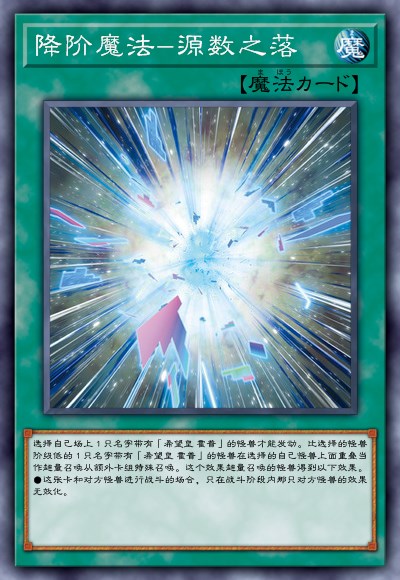 降阶魔法-源数之落
魔
【魔法カード】
ま ほう
选择自己场上1只名字带有「希望皇 霍普」的怪兽才能发动。比选择的怪兽
阶级低的1只名字带有「希望皇 霍普」的怪兽在选择的自己怪兽上面重叠当
作超量召唤从额外卡组特殊召唤。这个效果超量召唤的怪兽得到以下效果。
●这张卡和对方怪兽进行战斗的场合，只在战斗阶段内那只对方怪兽的效果
无效化。